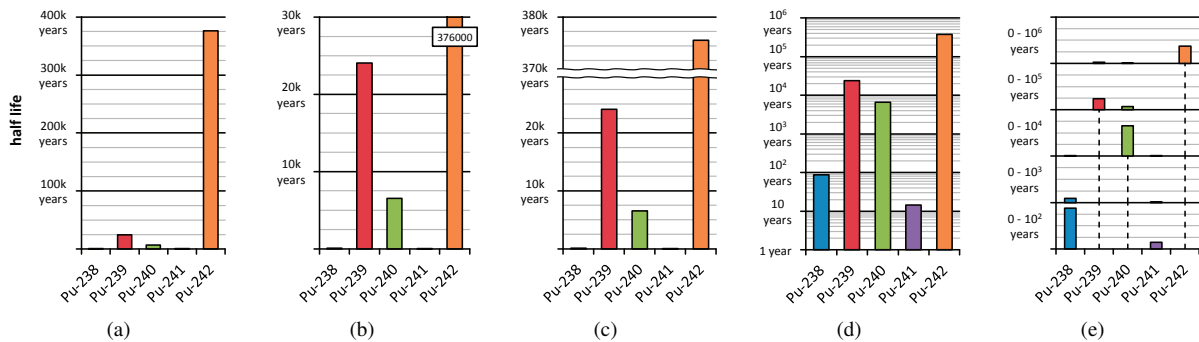 half life
400k
years
300k
years
200k
years
100k
years
Pu-238
Pu-239
Pu-240
Pu-241
Pu-242
(a)
30k
years
20k
years
10k
years
376000
Pu-238
Pu-239
Pu-240
Pu-241
Pu-242
(b)
380k
years
370k
years
20k
years
10k
years
Pu-238
Pu-239
Pu-240
Pu-241
Pu-242
(c)
10⁶
years
10⁵
years
10⁴
years
10³
years
10²
years
10
years
1 year
Pu-238
Pu-239
Pu-240
Pu-241
Pu-242
(d)
0 - 10⁶
years
0 - 10⁵
years
0 - 10⁴
years
0 - 10³
years
0 - 10²
years
Pu-238
Pu-239
Pu-240
Pu-241
Pu-242
(e)